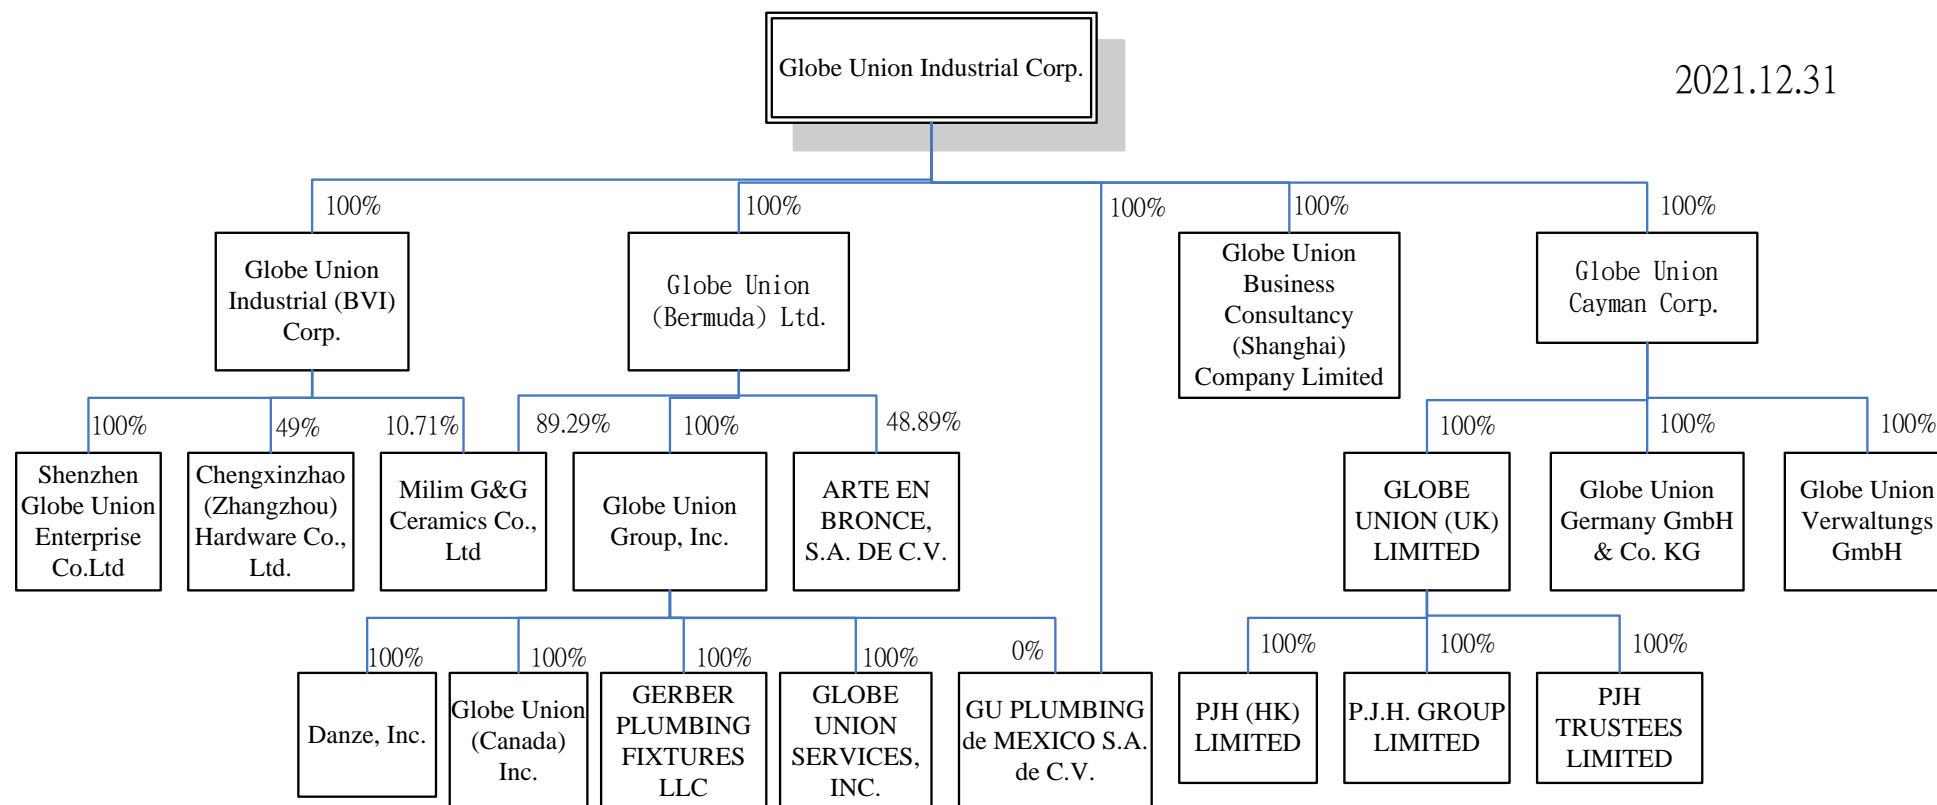 Globe Union Industrial Corp.
2021.12.31
100%
100%
100%
100%
100%
Globe Union
Industrial (BVI)
Corp.
Globe Union
(Bermuda) Ltd.
Globe Union
Business
Consultancy
(Shanghai)
Company Limited
Globe Union
Cayman Corp.
100%
49%
10.71%
89.29%
100%
48.89%
100%
100%
100%
Shenzhen
Globe Union
Enterprise
Co.Ltd
Chengxinzhao
(Zhangzhou)
Hardware Co.,
Ltd.
Milim G&G
Ceramics Co.,
Ltd
Globe Union
Group, Inc.
ARTE EN
BRONCE,
S.A. DE C.V.
GLOBE
UNION (UK)
LIMITED
Globe Union
Germany GmbH
& Co. KG
Globe Union
Verwaltungs
GmbH
100%
100%
100%
100%
0%
100%
100%
100%
Danze, Inc.
Globe Union
(Canada)
Inc.
GERBER
PLUMBING
FIXTURES
LLC
GLOBE
UNION
SERVICES,
INC.
GU PLUMBING
de MEXICO S.A.
de C.V.
PJH (HK)
LIMITED
P.J.H. GROUP
LIMITED
PJH
TRUSTEES
LIMITED